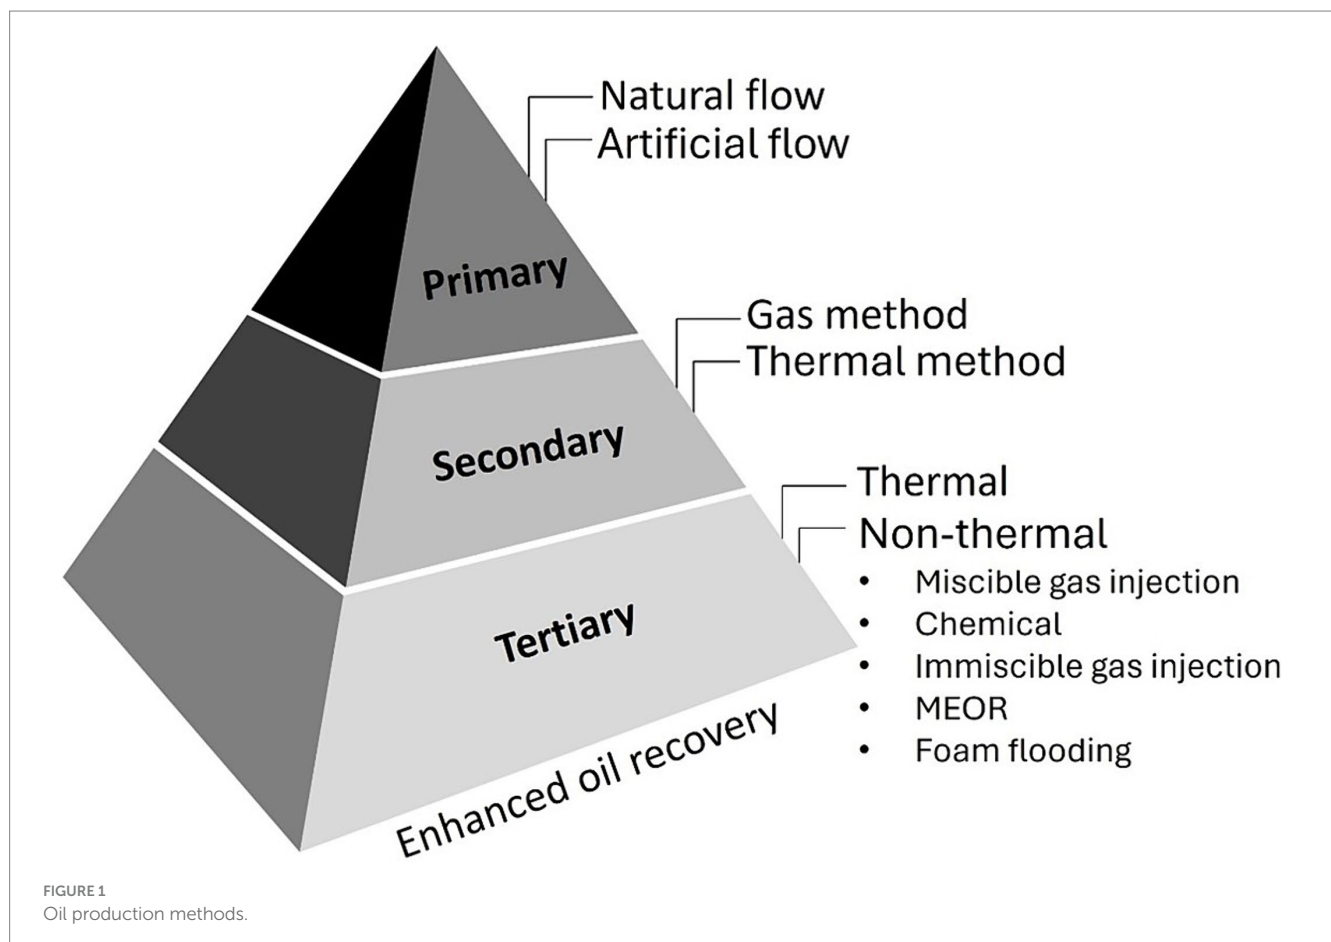 Natural flow
Artificial flow
Primary
Gas method
Thermal method
Secondary
Thermal
Non-thermal
• Miscible gas injection
• Chemical
• Immiscible gas injection
• MEOR
• Foam flooding
Tertiary
Enhanced oil recovery
FIGURE 1
Oil production methods.